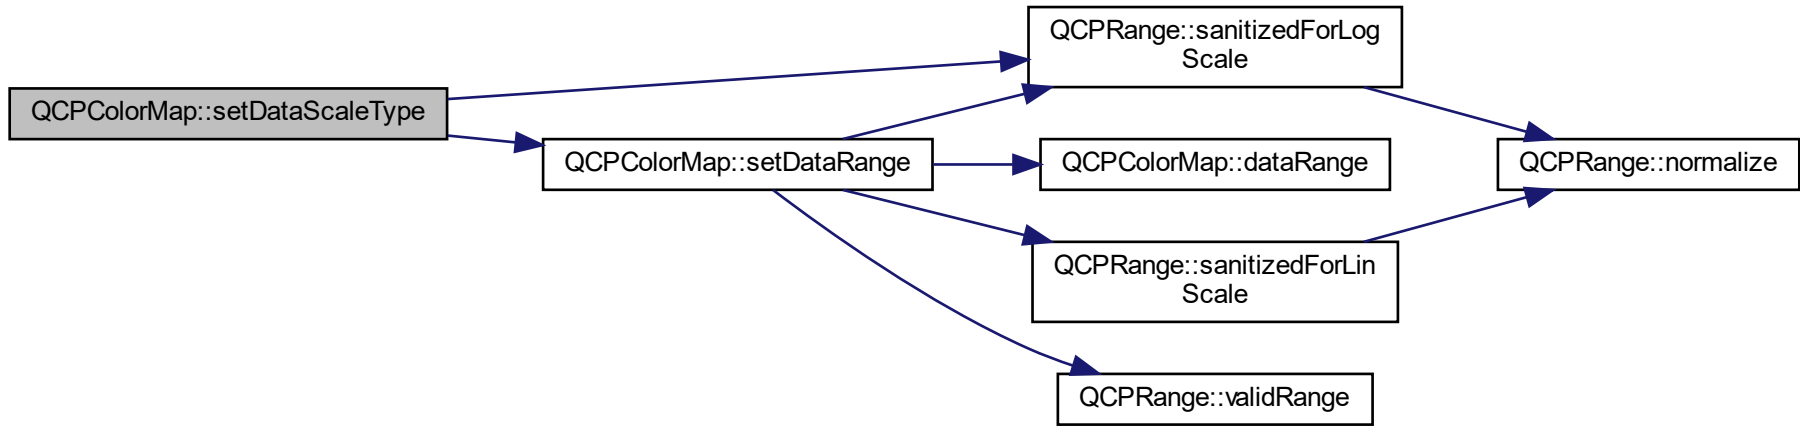 QCPColorMap::setDataScaleType
QCPColorMap::setDataRange
QCPRange::sanitizedForLog
Scale
QCPColorMap::dataRange
QCPRange::sanitizedForLin
Scale
QCPRange::validRange
QCPRange::normalize